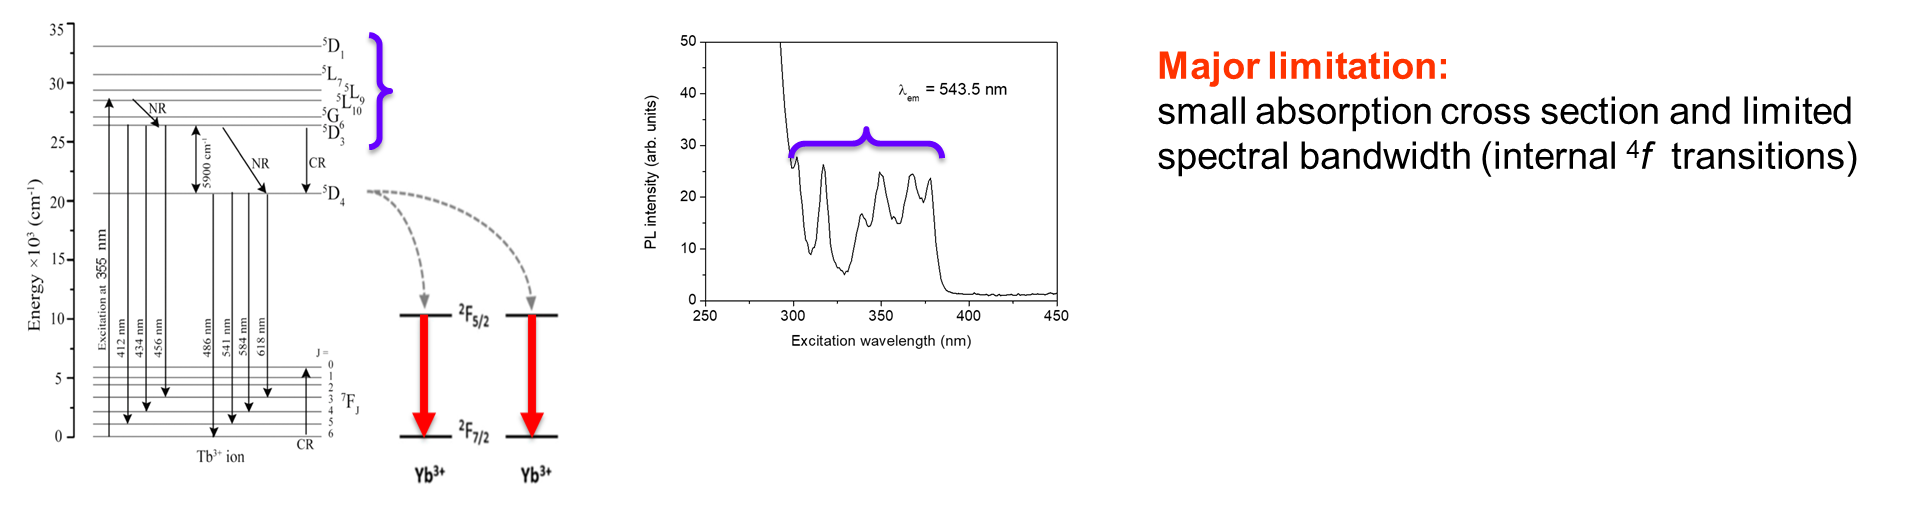 35
30
25
20
15
10
5
0
Energy ×10³ (cm⁻¹)
⁵D₁
⁵L₇
⁵L₉
⁵L₁₀
⁵G₆
⁵D₃
⁵D₄
NR
NR
CR
5900 cm⁻¹
Excitation at 355 nm
412 nm
434 nm
456 nm
486 nm
541 nm
584 nm
618 nm
J =
0
1
2
3
4
5
6
⁷F_J
CR
Tb³⁺ ion
²F₅/₂
²F₇/₂
Yb³⁺
Yb³⁺
50
40
30
20
10
0
PL intensity (arb. units)
λem = 543.5 nm
250 300 350 400 450
Excitation wavelength (nm)
Major limitation:
small absorption cross section and limited
spectral bandwidth (internal ⁴f transitions)